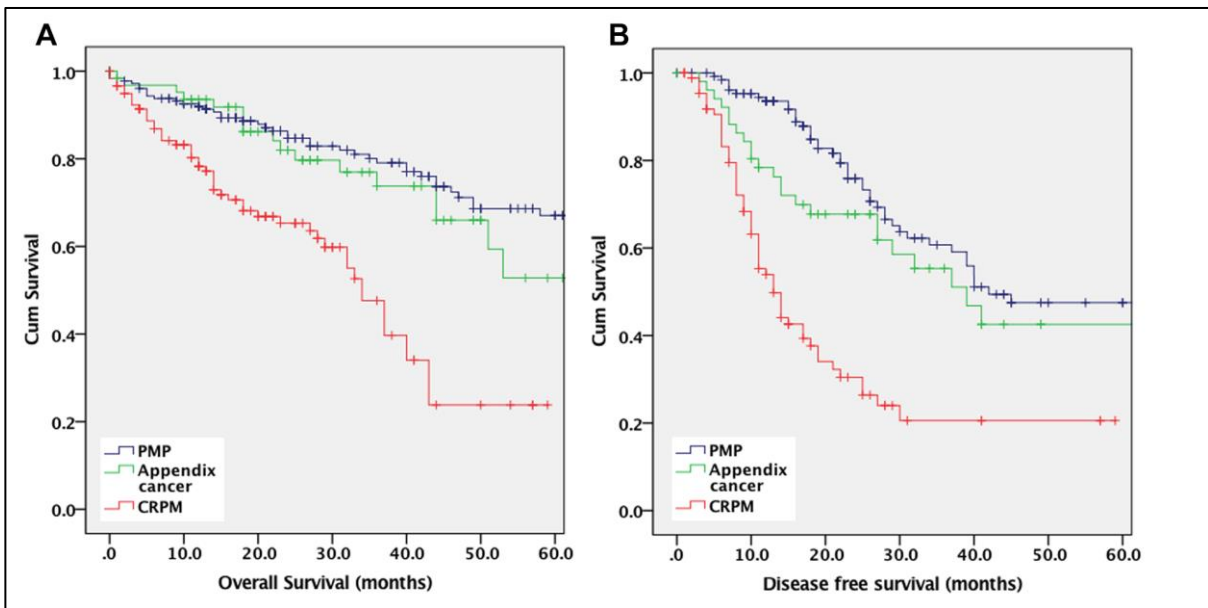 A
Cum Survival
1.0
0.8
0.6
0.4
0.2
0.0
PMP
Appendix
cancer
CRPM
.0 10.0 20.0 30.0 40.0 50.0 60.0
Overall Survival (months)
B
Cum Survival
1.0
0.8
0.6
0.4
0.2
0.0
PMP
Appendix
cancer
CRPM
.0 10.0 20.0 30.0 40.0 50.0 60.0
Disease free survival (months)